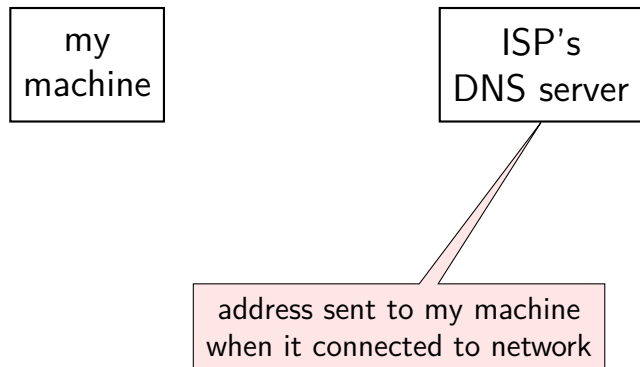 my
machine
ISP's
DNS server
address sent to my machine
when it connected to network